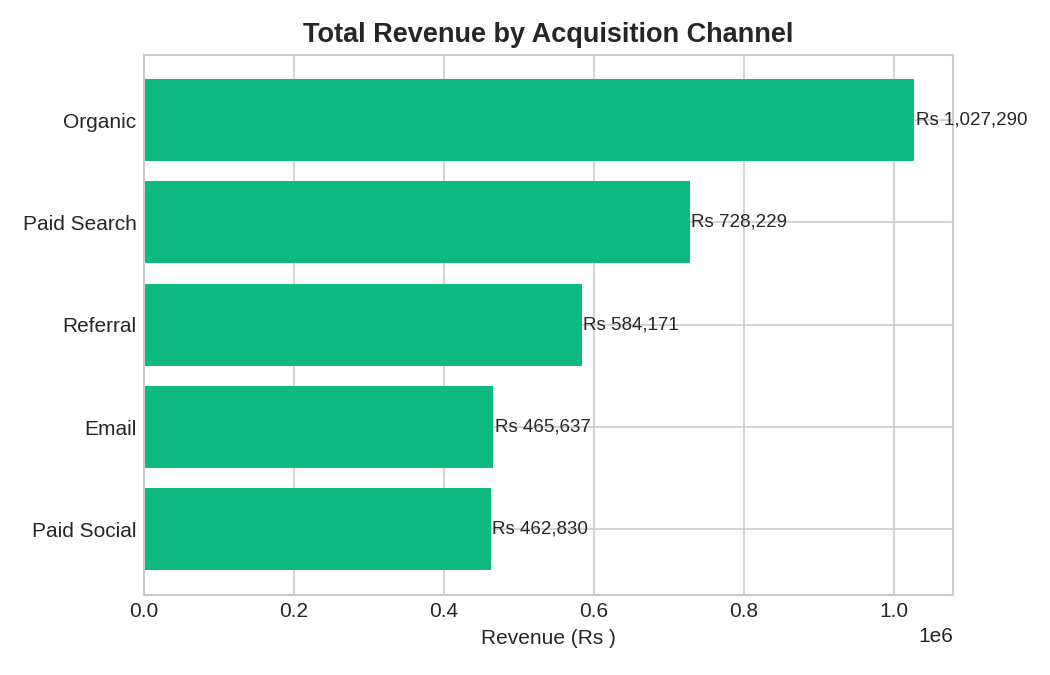 Total Revenue by Acquisition Channel
Organic
Rs 1,027,290
Paid Search
Rs 728,229
Referral
Rs 584,171
Email
Rs 465,637
Paid Social
Rs 462,830
0.0 0.2 0.4 0.6 0.8 1.0
Revenue (Rs )
1e6